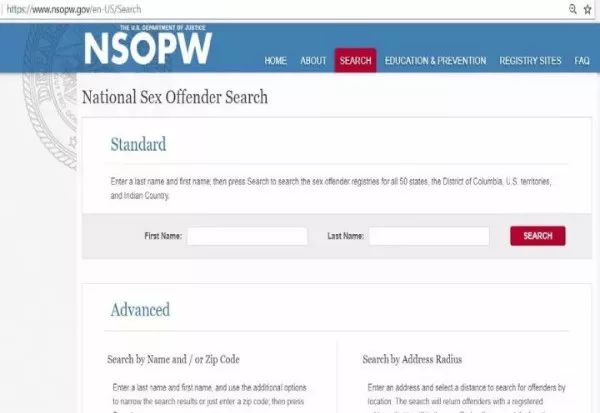 https://www.nsopw.gov/en-US/Search
THE U.S. DEPARTMENT OF JUSTICE
NSOPW
HOME ABOUT SEARCH EDUCATION & PREVENTION REGISTRY SITES FAQ
National Sex Offender Search
Standard
Enter a last name and first name; then press Search to search the sex offender registries for all 50 states, the District of Columbia, U.S. territories,
and Indian Country.
First Name: Last Name: SEARCH
Advanced
Search by Name and / or Zip Code
Enter a last name and first name, and use the additional options
to narrow the search results or just enter a zip code; then press
Search by Address Radius
Enter an address and select a distance to search for offenders by
location. The search will return offenders with a registered